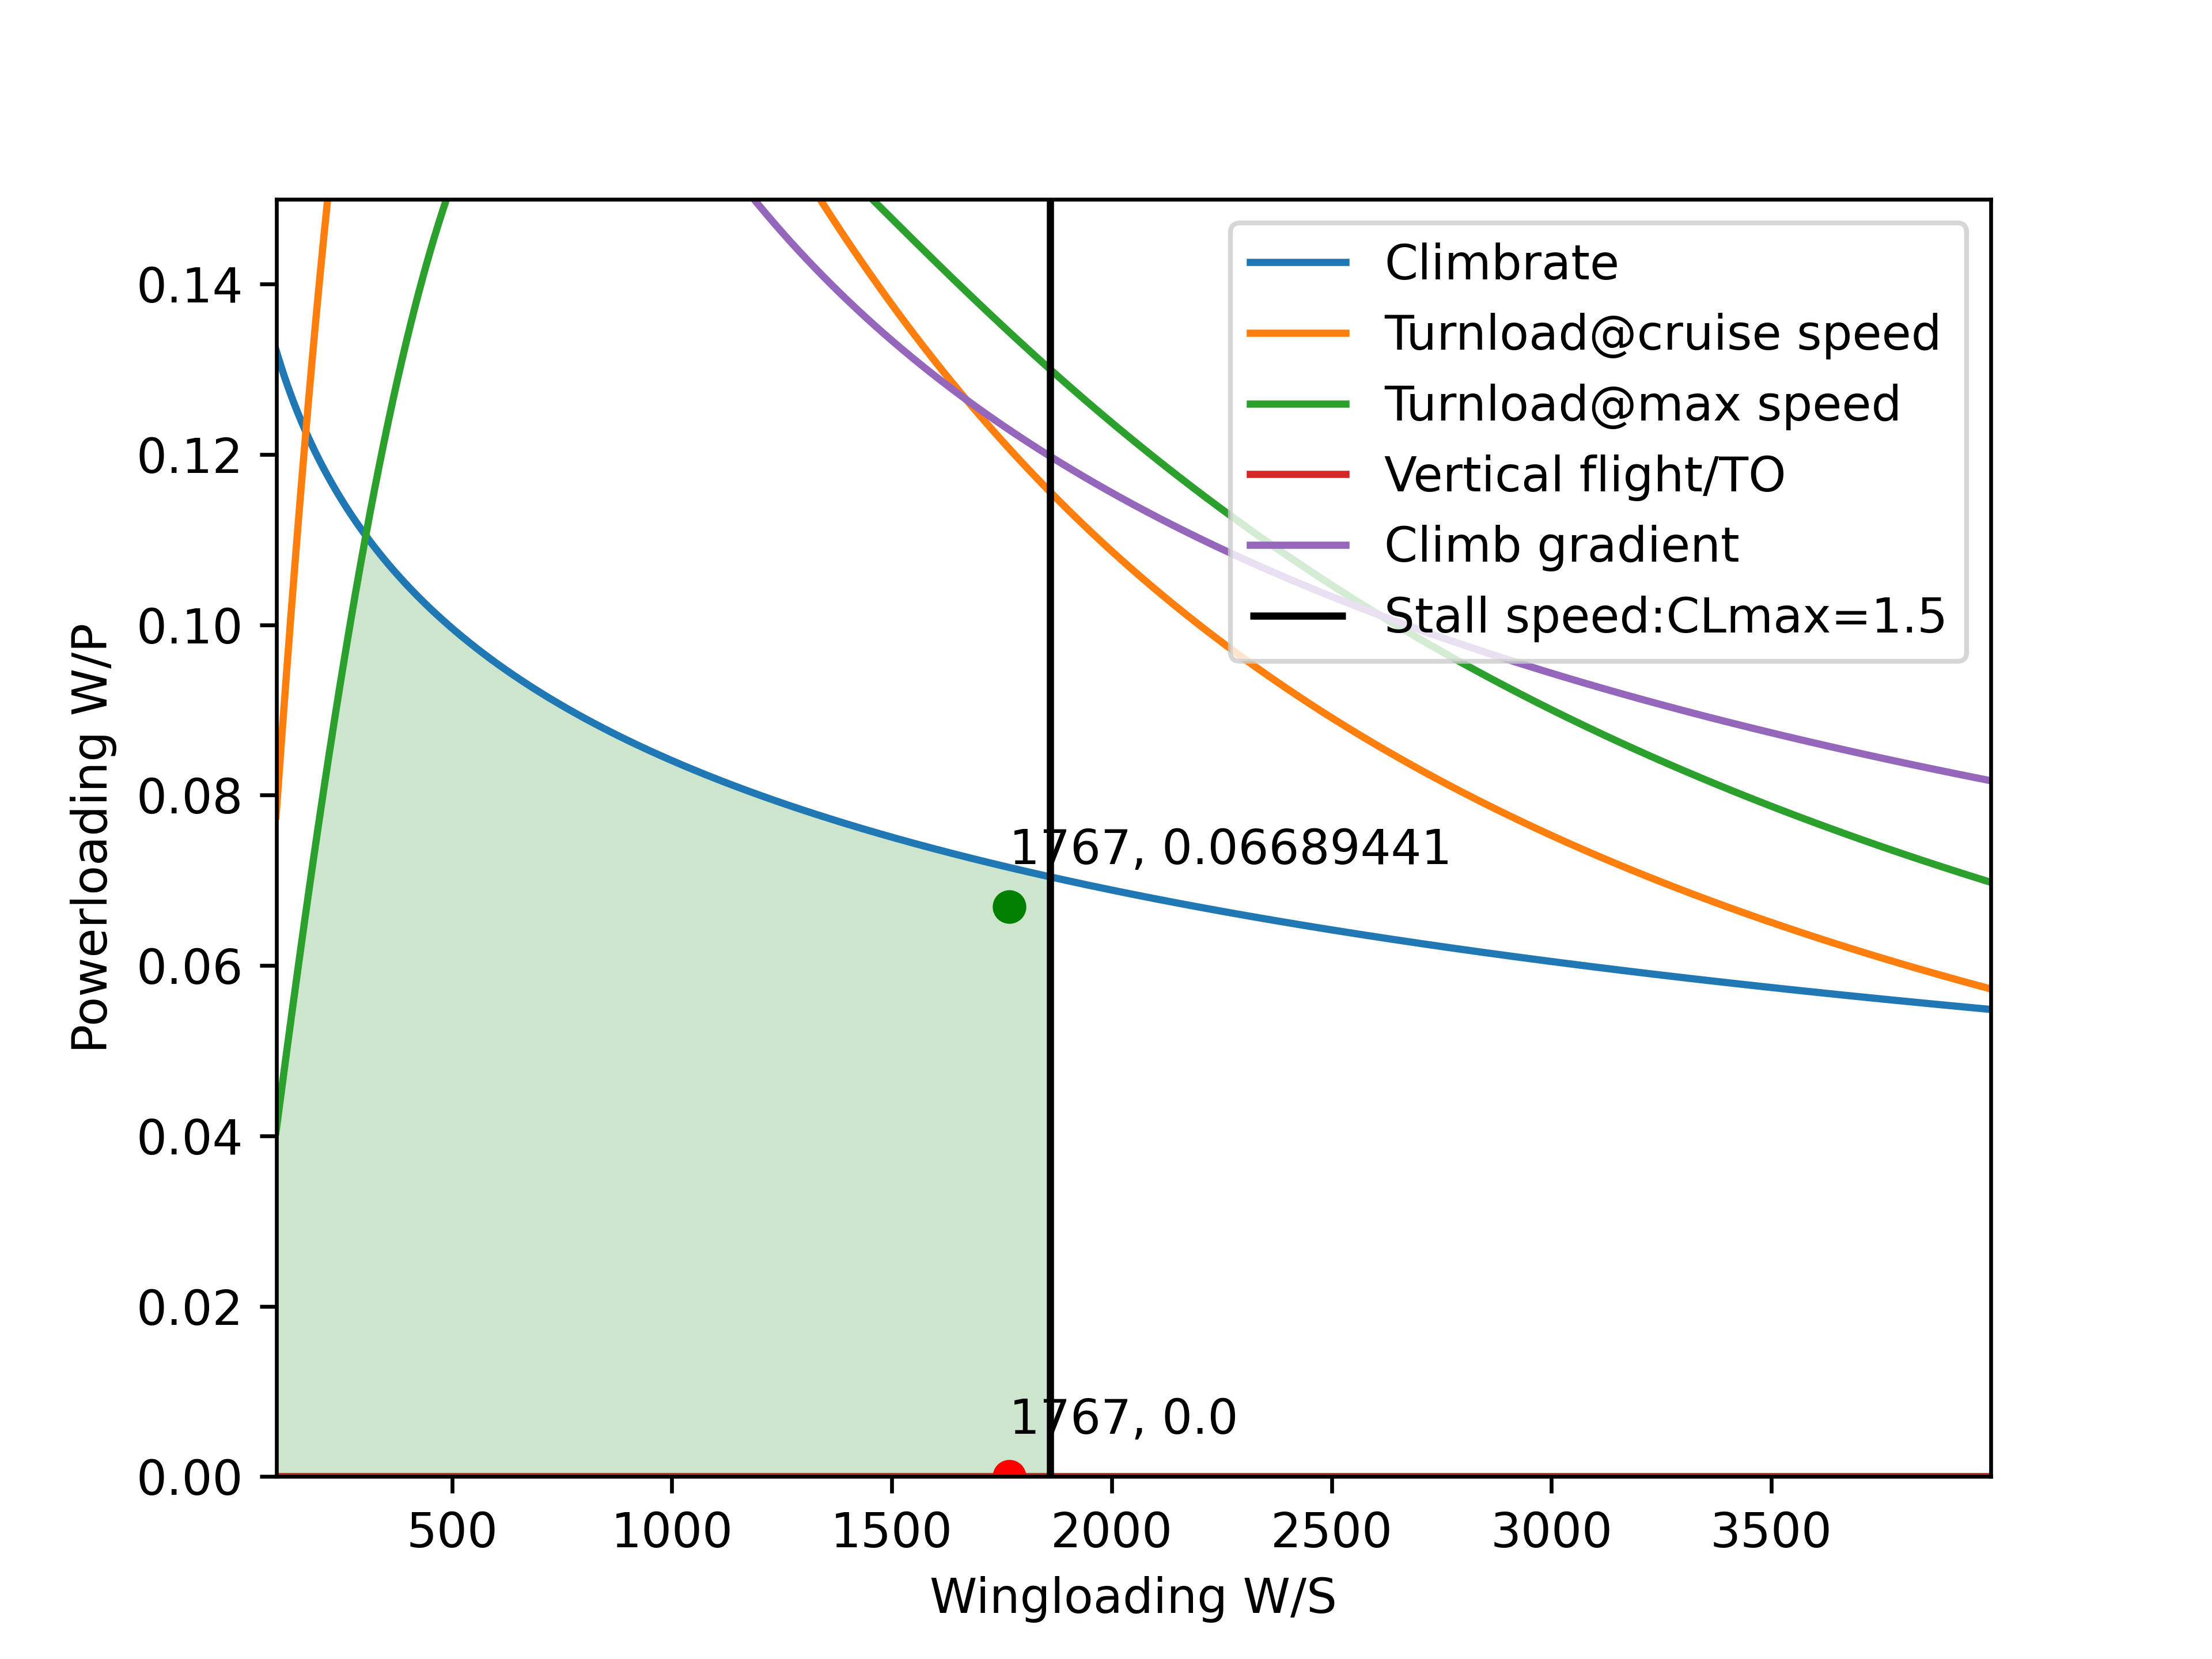 Climbrate
Turnload@cruise speed
Turnload@max speed
Vertical flight/TO
Climb gradient
Stall speed:CLmax=1.5
0.14
0.12
0.10
0.08
0.06
0.04
0.02
0.00
Powerloading W/P
1767, 0.06689441
1767, 0.0
500 1000 1500 2000 2500 3000 3500
Wingloading W/S